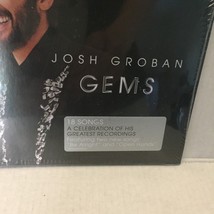 JOSH GROBAN
GEMS
18 SONGS
A CELEBRATION OF HIS
GREATEST RECORDINGS